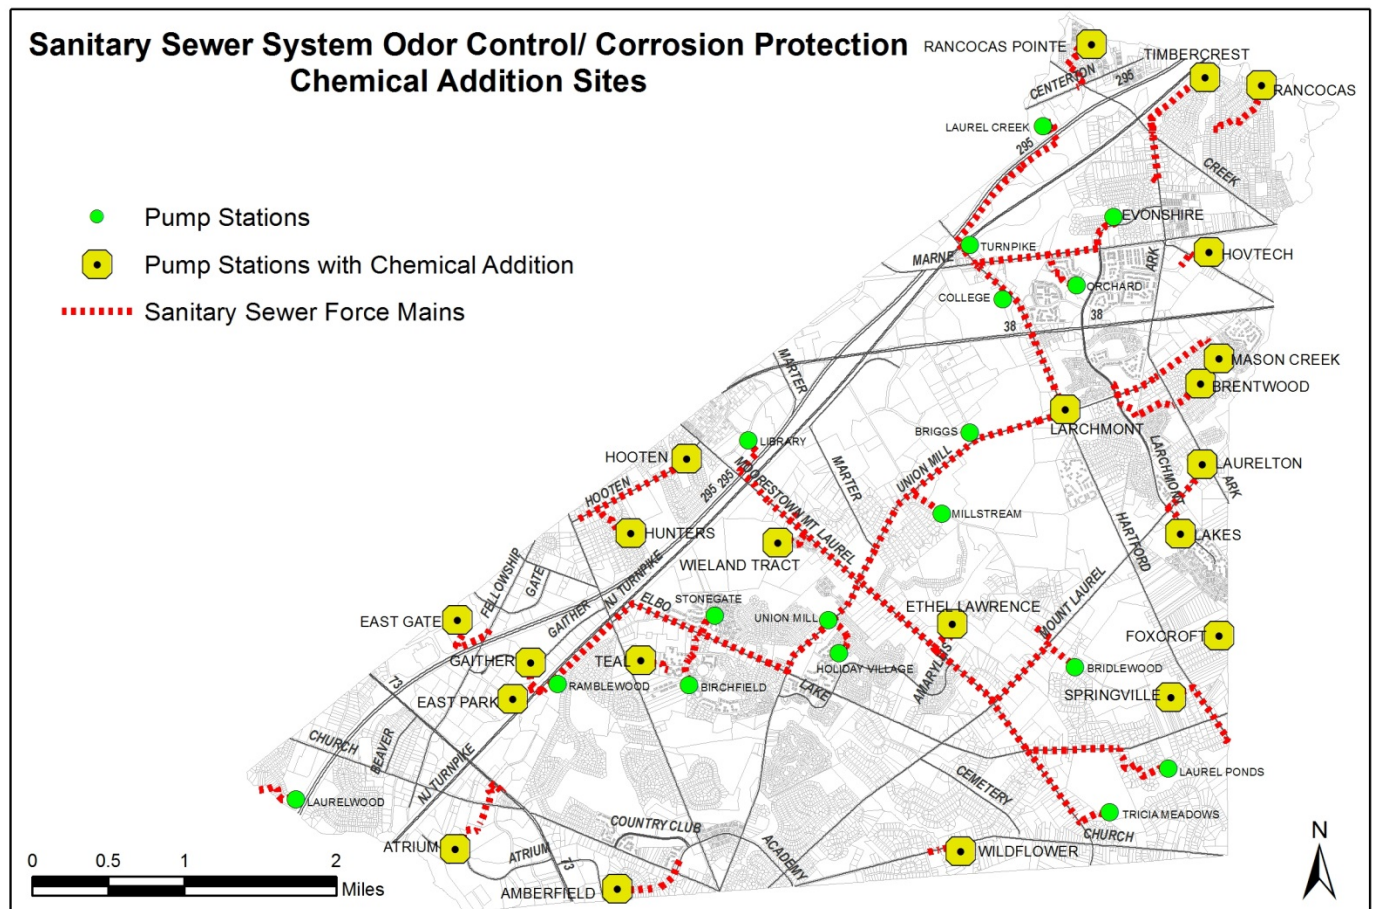 Sanitary Sewer System Odor Control/ Corrosion Protection
Chemical Addition Sites
Pump Stations
Pump Stations with Chemical Addition
Sanitary Sewer Force Mains
RANCOCAS POINTE
TIMBERCREST
CENTERTON
295
RANCOCAS
LAUREL CREEK
295
CREEK
EVONSHIRE
TURNPIKE
MARNE
ARK
HOVTECH
ORCHARD
COLLEGE
38
38
MARTER
MASON CREEK
BRENTWOOD
LARCHMONT
BRIGGS
LIBRARY
HOOTEN
MOORESTOWN MT LAUREL
MARTER
UNION MILL
LARCHMONT
LAURELTON
ARK
295
295
HOOTEN
MILLSTREAM
HARTFORD
HUNTERS
WIELAND TRACT
LAKES
FELLOWSHIP
GATE
NJ TURNPIKE
GAITHER
ELBO
STONEGATE
UNION MILL
ETHEL LAWRENCE
MOUNT LAUREL
EAST GATE
FOXCROFT
GAITHER
TEAL
HOLIDAY VILLAGE
AMARYLLIS
BRIDLEWOOD
73
EAST PARK
RAMBLEWOOD
BIRCHFIELD
LAKE
SPRINGVILLE
CHURCH
BEAVER
NJ TURNPIKE
CEMETERY
LAUREL PONDS
LAURELWOOD
TRICIA MEADOWS
COUNTRY CLUB
CHURCH
ATRIUM
ATRIUM
73
ACADEMY
WILDFLOWER
AMBERFIELD
N
0 0.5 1 2
Miles